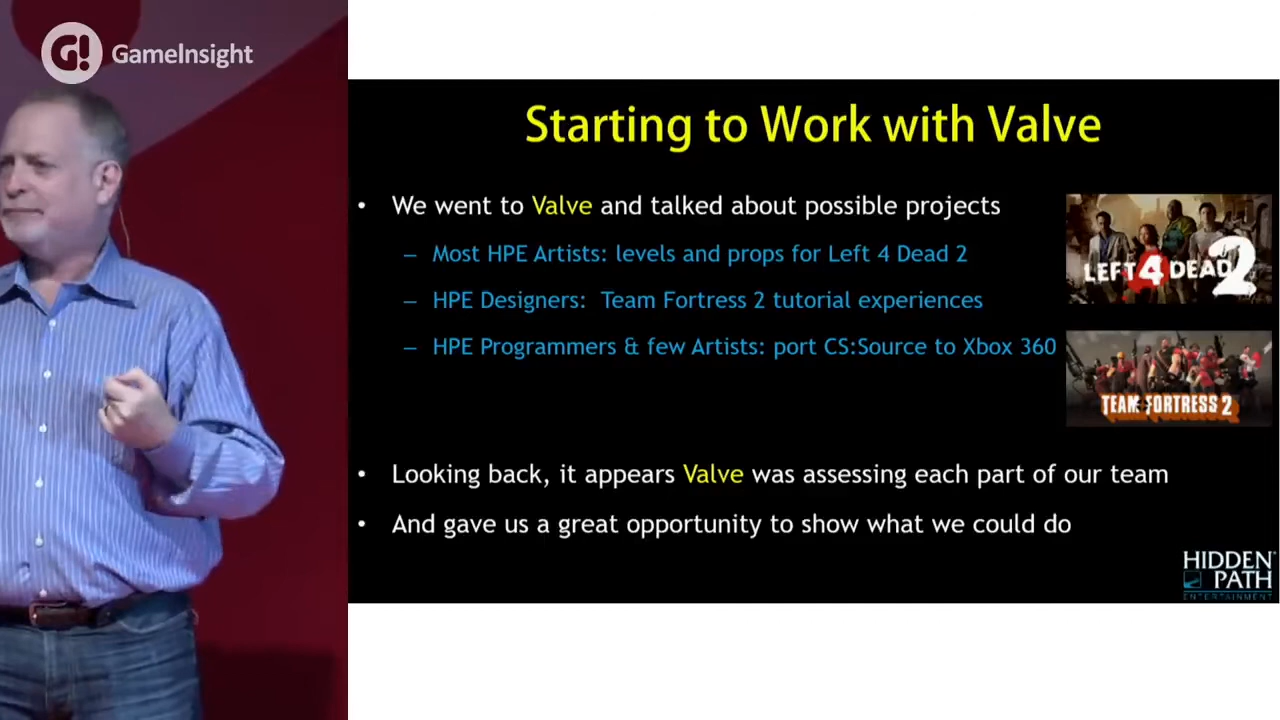 G!
GameInsight
Starting to Work with Valve
• We went to Valve and talked about possible projects
– Most HPE Artists: levels and props for Left 4 Dead 2
– HPE Designers: Team Fortress 2 tutorial experiences
– HPE Programmers & few Artists: port CS:Source to Xbox 360
LEFT 4 DEAD 2
TEAM FORTRESS 2
• Looking back, it appears Valve was assessing each part of our team
• And gave us a great opportunity to show what we could do
HIDDEN
PATH
ENTERTAINMENT